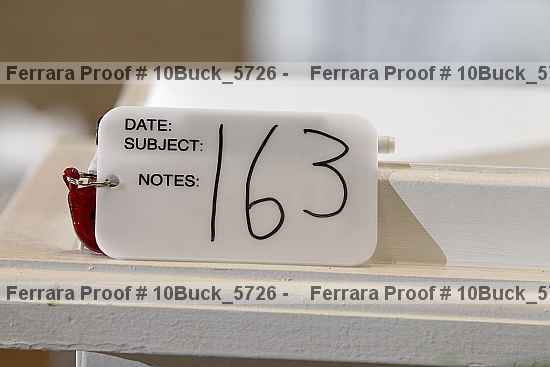 Ferrara Proof # 10Buck_5726 - Ferrara Proof # 10Buck_57
DATE:
SUBJECT:
NOTES:
163
Ferrara Proof # 10Buck_5726 - Ferrara Proof # 10Buck_57